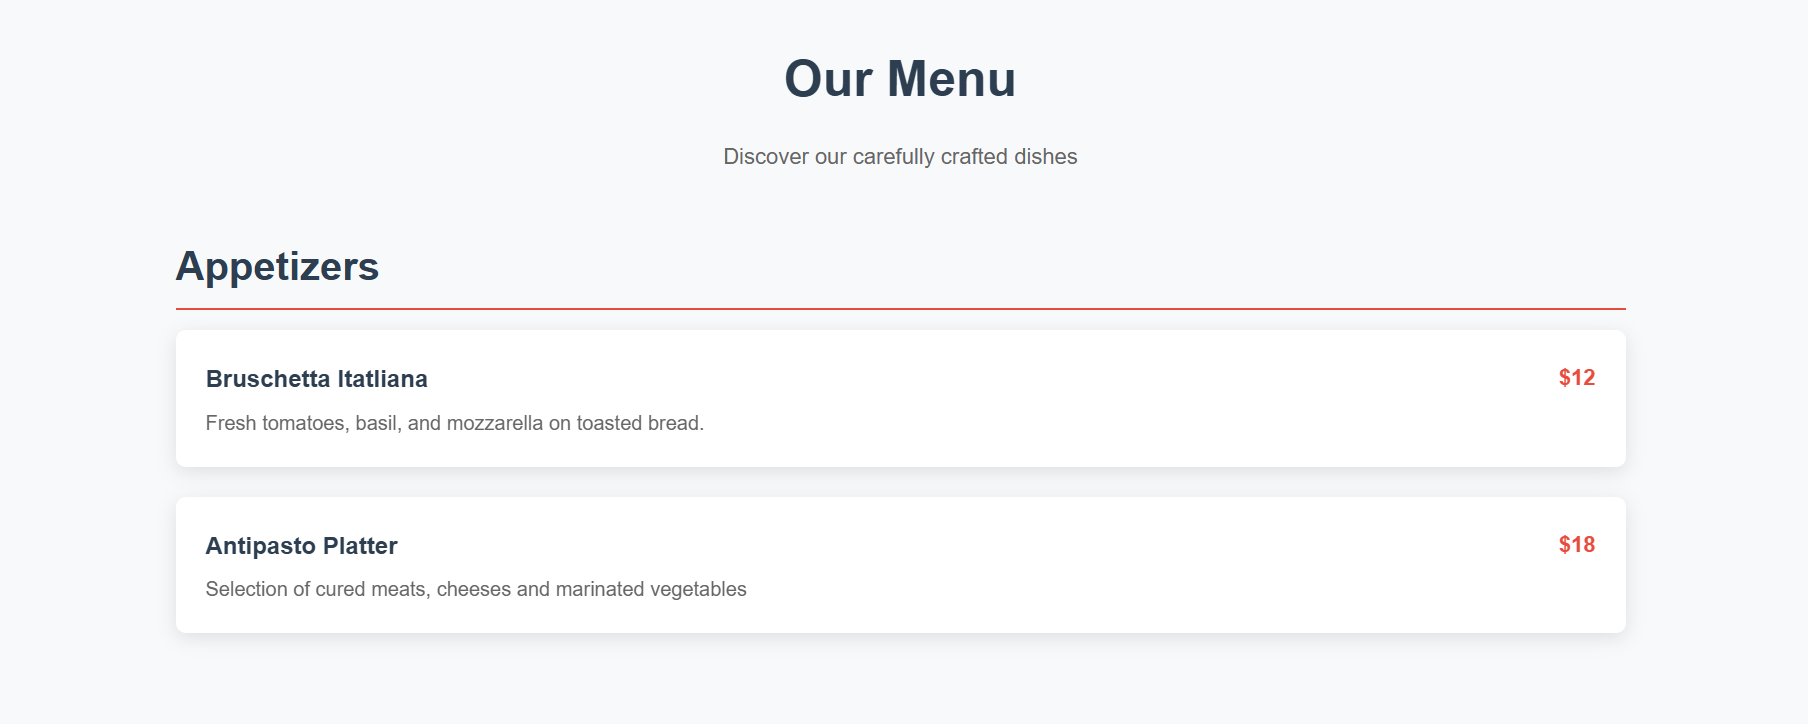 Our Menu
Discover our carefully crafted dishes
Appetizers
Bruschetta Itatliana
$12
Fresh tomatoes, basil, and mozzarella on toasted bread.
Antipasto Platter
$18
Selection of cured meats, cheeses and marinated vegetables